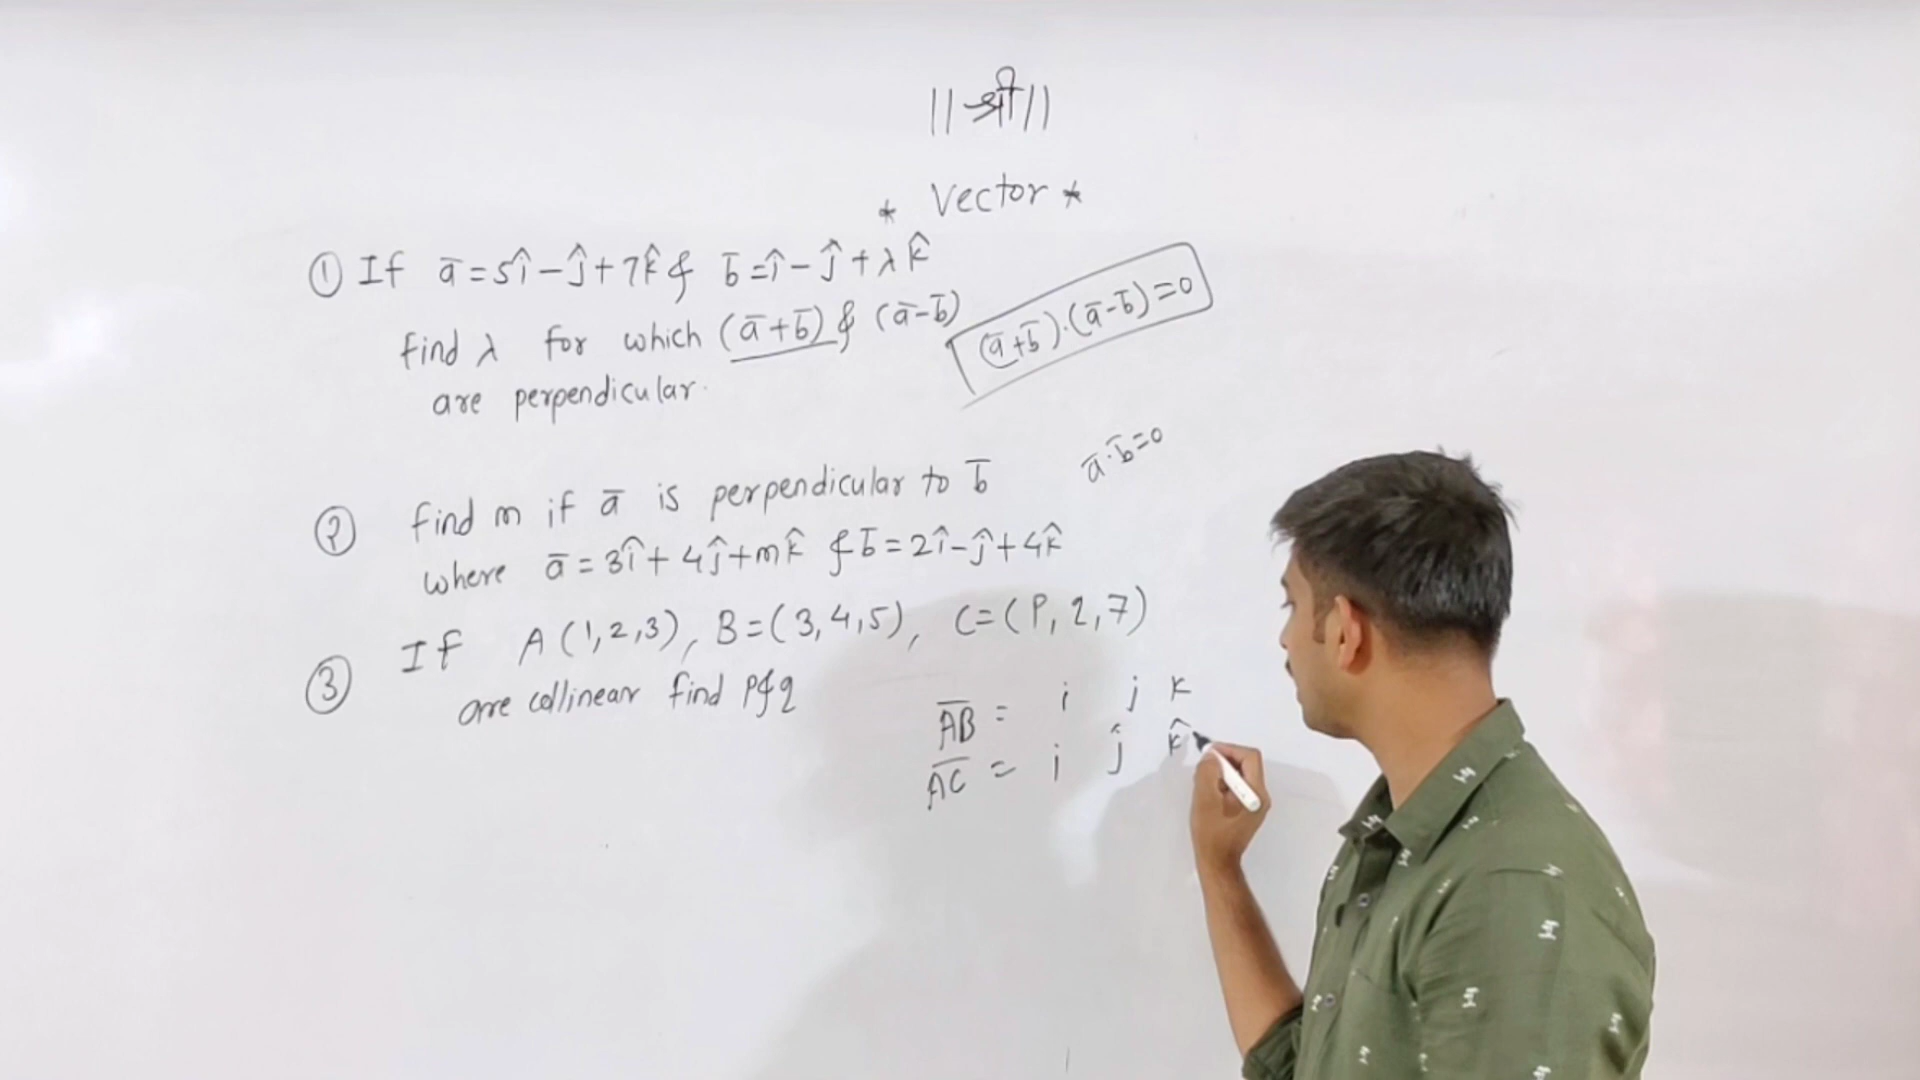 ||श्री||
* Vector *
① If a̅ = 5î - ĵ + 7k̂ & b̅ = î - ĵ + λk̂
find λ for which (a̅+b̅) & (a̅-b̅)
are perpendicular.
(a̅+b̅)·(a̅-b̅)=0
② find m if a̅ is perpendicular to b̅
a̅·b̅=0
where a̅ = 3î + 4ĵ + mk̂ & b̅ = 2î - ĵ + 4k̂
③ If A(1,2,3), B=(3,4,5), C=(P,2,7)
are collinear find P&q
A̅B̅ = i j k
A̅C̅ = i ĵ k̂